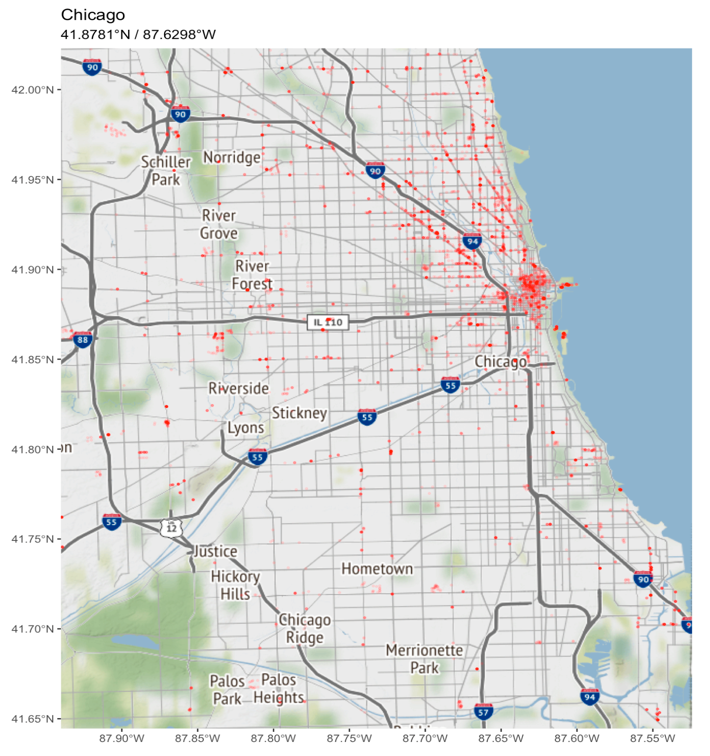 Chicago
41.8781°N / 87.6298°W
42.00°N
90
90
Schiller
Park
Norridge
41.95°N
90
River
Grove
94
41.90°N
River
Forest
IL 110
88
41.85°N
Chicago
55
Riverside
Stickney
55
Lyons
41.80°N
55
55
12
41.75°N
Justice
Hometown
Hickory
Hills
90
Chicago
Ridge
41.70°N
Merrionette
Park
Palos
Park
Palos
Heights
94
57
41.65°N
87.90°N 87.85°N 87.80°N 87.75°N 87.70°N 87.65°N 87.60°N 87.55°N